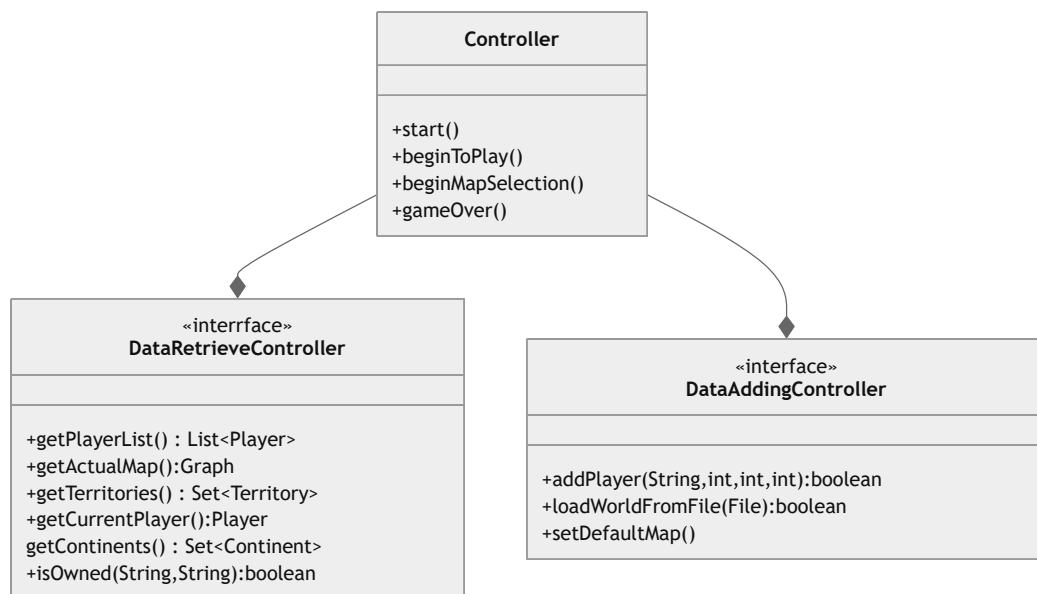 Controller
+start()
+beginToPlay()
+beginMapSelection()
+gameOver()
«interrface»
DataRetrieveController
+getPlayerList() : List<Player>
+getActualMap():Graph
+getTerritories() : Set<Territory>
+getCurrentPlayer():Player
getContinents() : Set<Continent>
+isOwned(String,String):boolean
«interface»
DataAddingController
+addPlayer(String,int,int,int):boolean
+loadWorldFromFile(File):boolean
+setDefaultMap()